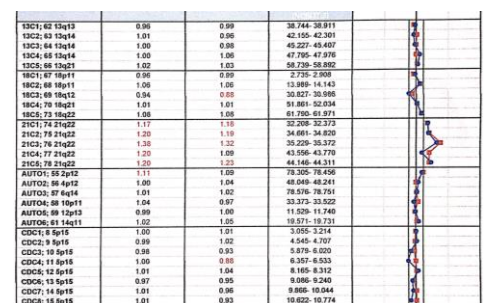 13C1; 62 13q13 0.96 0.99 38.744- 38.911
13C2; 63 13q14 1.01 0.96 42.155- 42.301
13C3; 64 13q14 1.00 0.98 45.227- 45.407
13C4; 65 13q14 1.00 1.06 47.795- 47.976
13C5; 66 13q21 1.02 1.03 58.739- 58.892
18C1; 67 18p11 0.96 0.99 2.735- 2.908
18C2; 68 18p11 1.06 1.06 13.989- 14.143
18C3; 69 18q12 0.94 0.88 30.827- 30.986
18C4; 70 18q21 1.01 1.01 51.861- 52.034
18C5; 73 18q22 1.08 1.08 61.790- 61.971
21C1; 74 21q22 1.17 1.16 32.208- 32.373
21C2; 75 21q22 1.20 1.19 34.661- 34.820
21C3; 76 21q22 1.38 1.32 35.229- 35.372
21C4; 77 21q22 1.20 1.09 43.556- 43.770
21C5; 78 21q22 1.20 1.23 44.146- 44.311
AUTO1; 55 2p12 1.11 1.09 78.305- 78.456
AUTO2; 56 4p12 1.00 1.04 48.049- 48.241
AUTO3; 57 6q14 1.01 1.02 78.576- 78.751
AUTO4; 58 10p11 1.04 0.97 33.373- 33.522
AUTO5; 59 12p13 0.99 1.00 11.529- 11.740
AUTO6; 61 14q11 1.02 1.05 19.571- 19.731
CDC1; 8 5p15 1.00 1.01 3.055- 3.214
CDC2; 9 5p15 0.99 1.02 4.545- 4.707
CDC3; 10 5p15 0.98 0.93 5.879- 6.020
CDC4; 11 5p15 1.00 0.88 6.357- 6.533
CDC5; 12 5p15 1.01 1.04 8.165- 8.312
CDC6; 13 5p15 0.97 0.95 9.086- 9.240
CDC7; 14 5p15 1.01 0.96 9.866- 10.044
CDC8; 15 5p15 1.01 0.93 10.622- 10.774